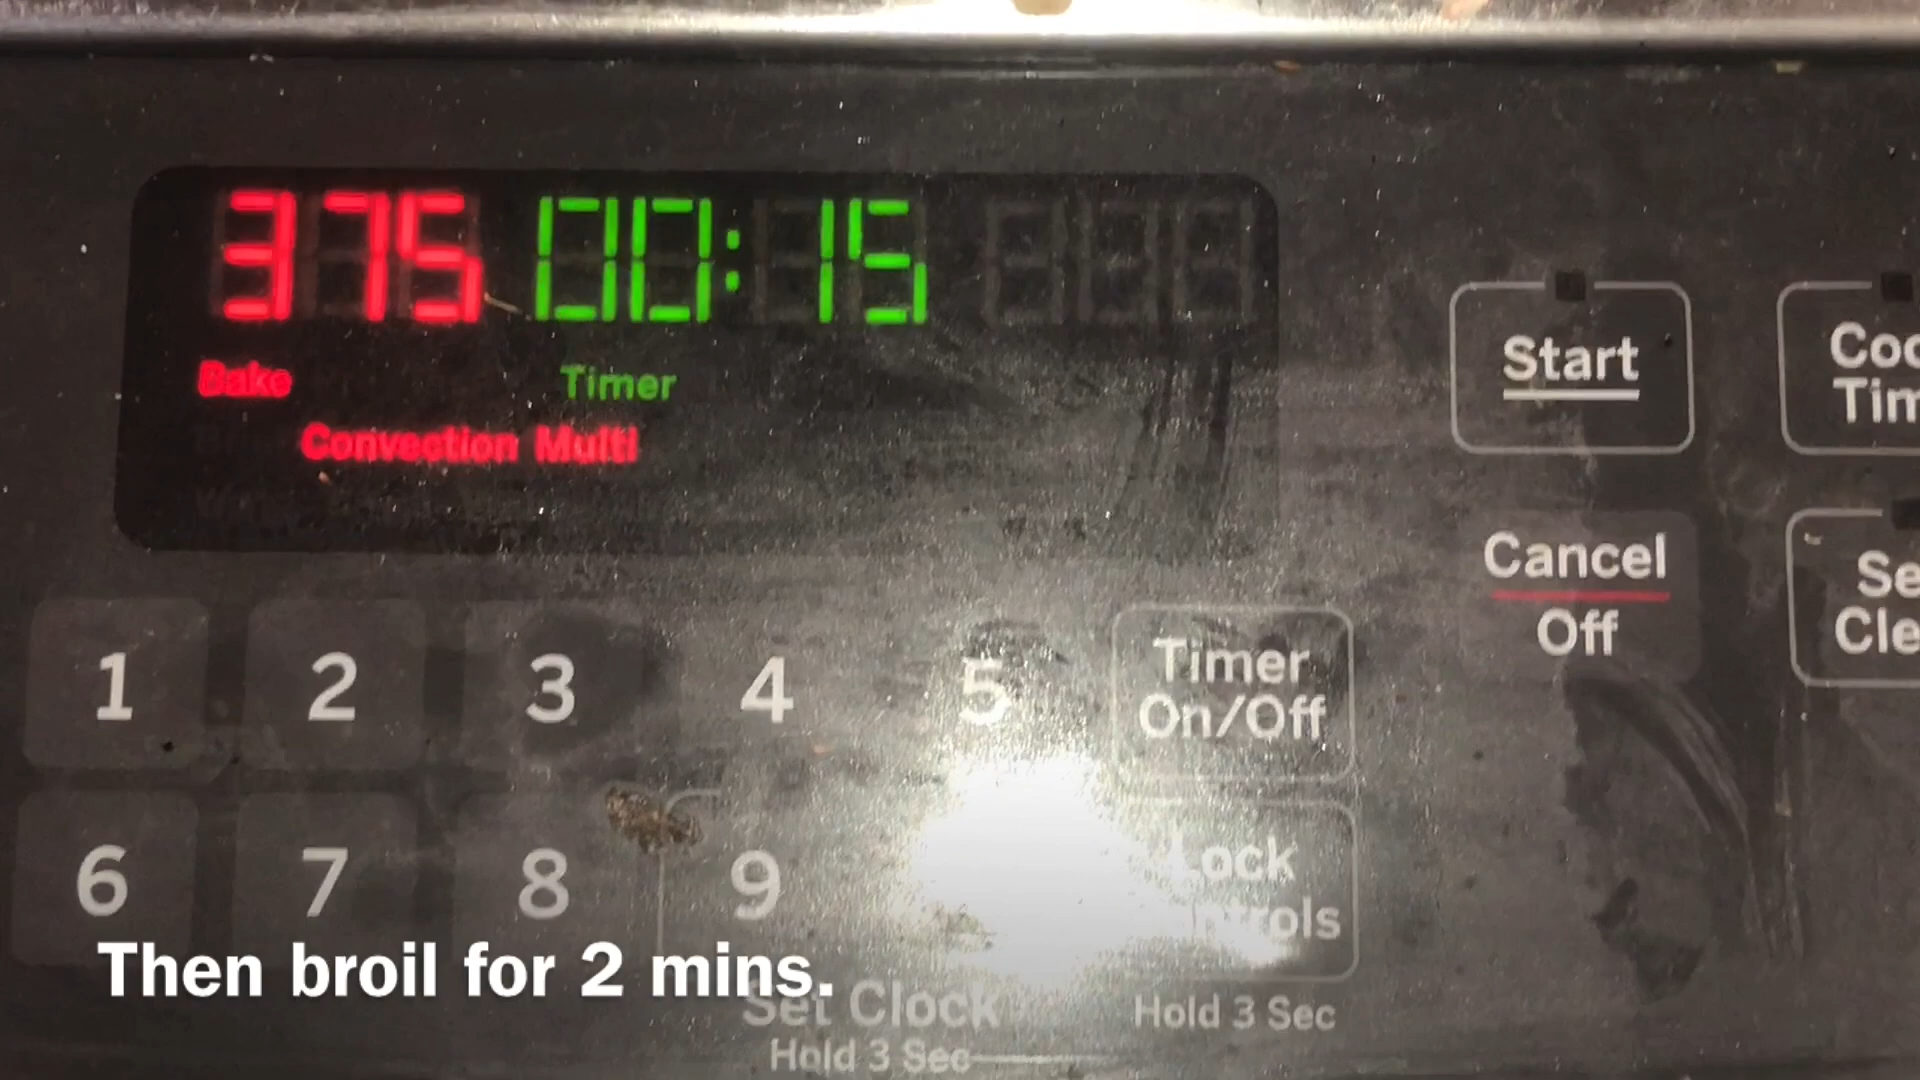 375 00:15
Bake Timer
Convection Multi
Start
Cancel
Off
1 2 3 4 5
Timer
On/Off
6 7 8 9
Lock
Then broil for 2 mins.
Set Clock
Hold 3 Sec
Hold 3 Sec